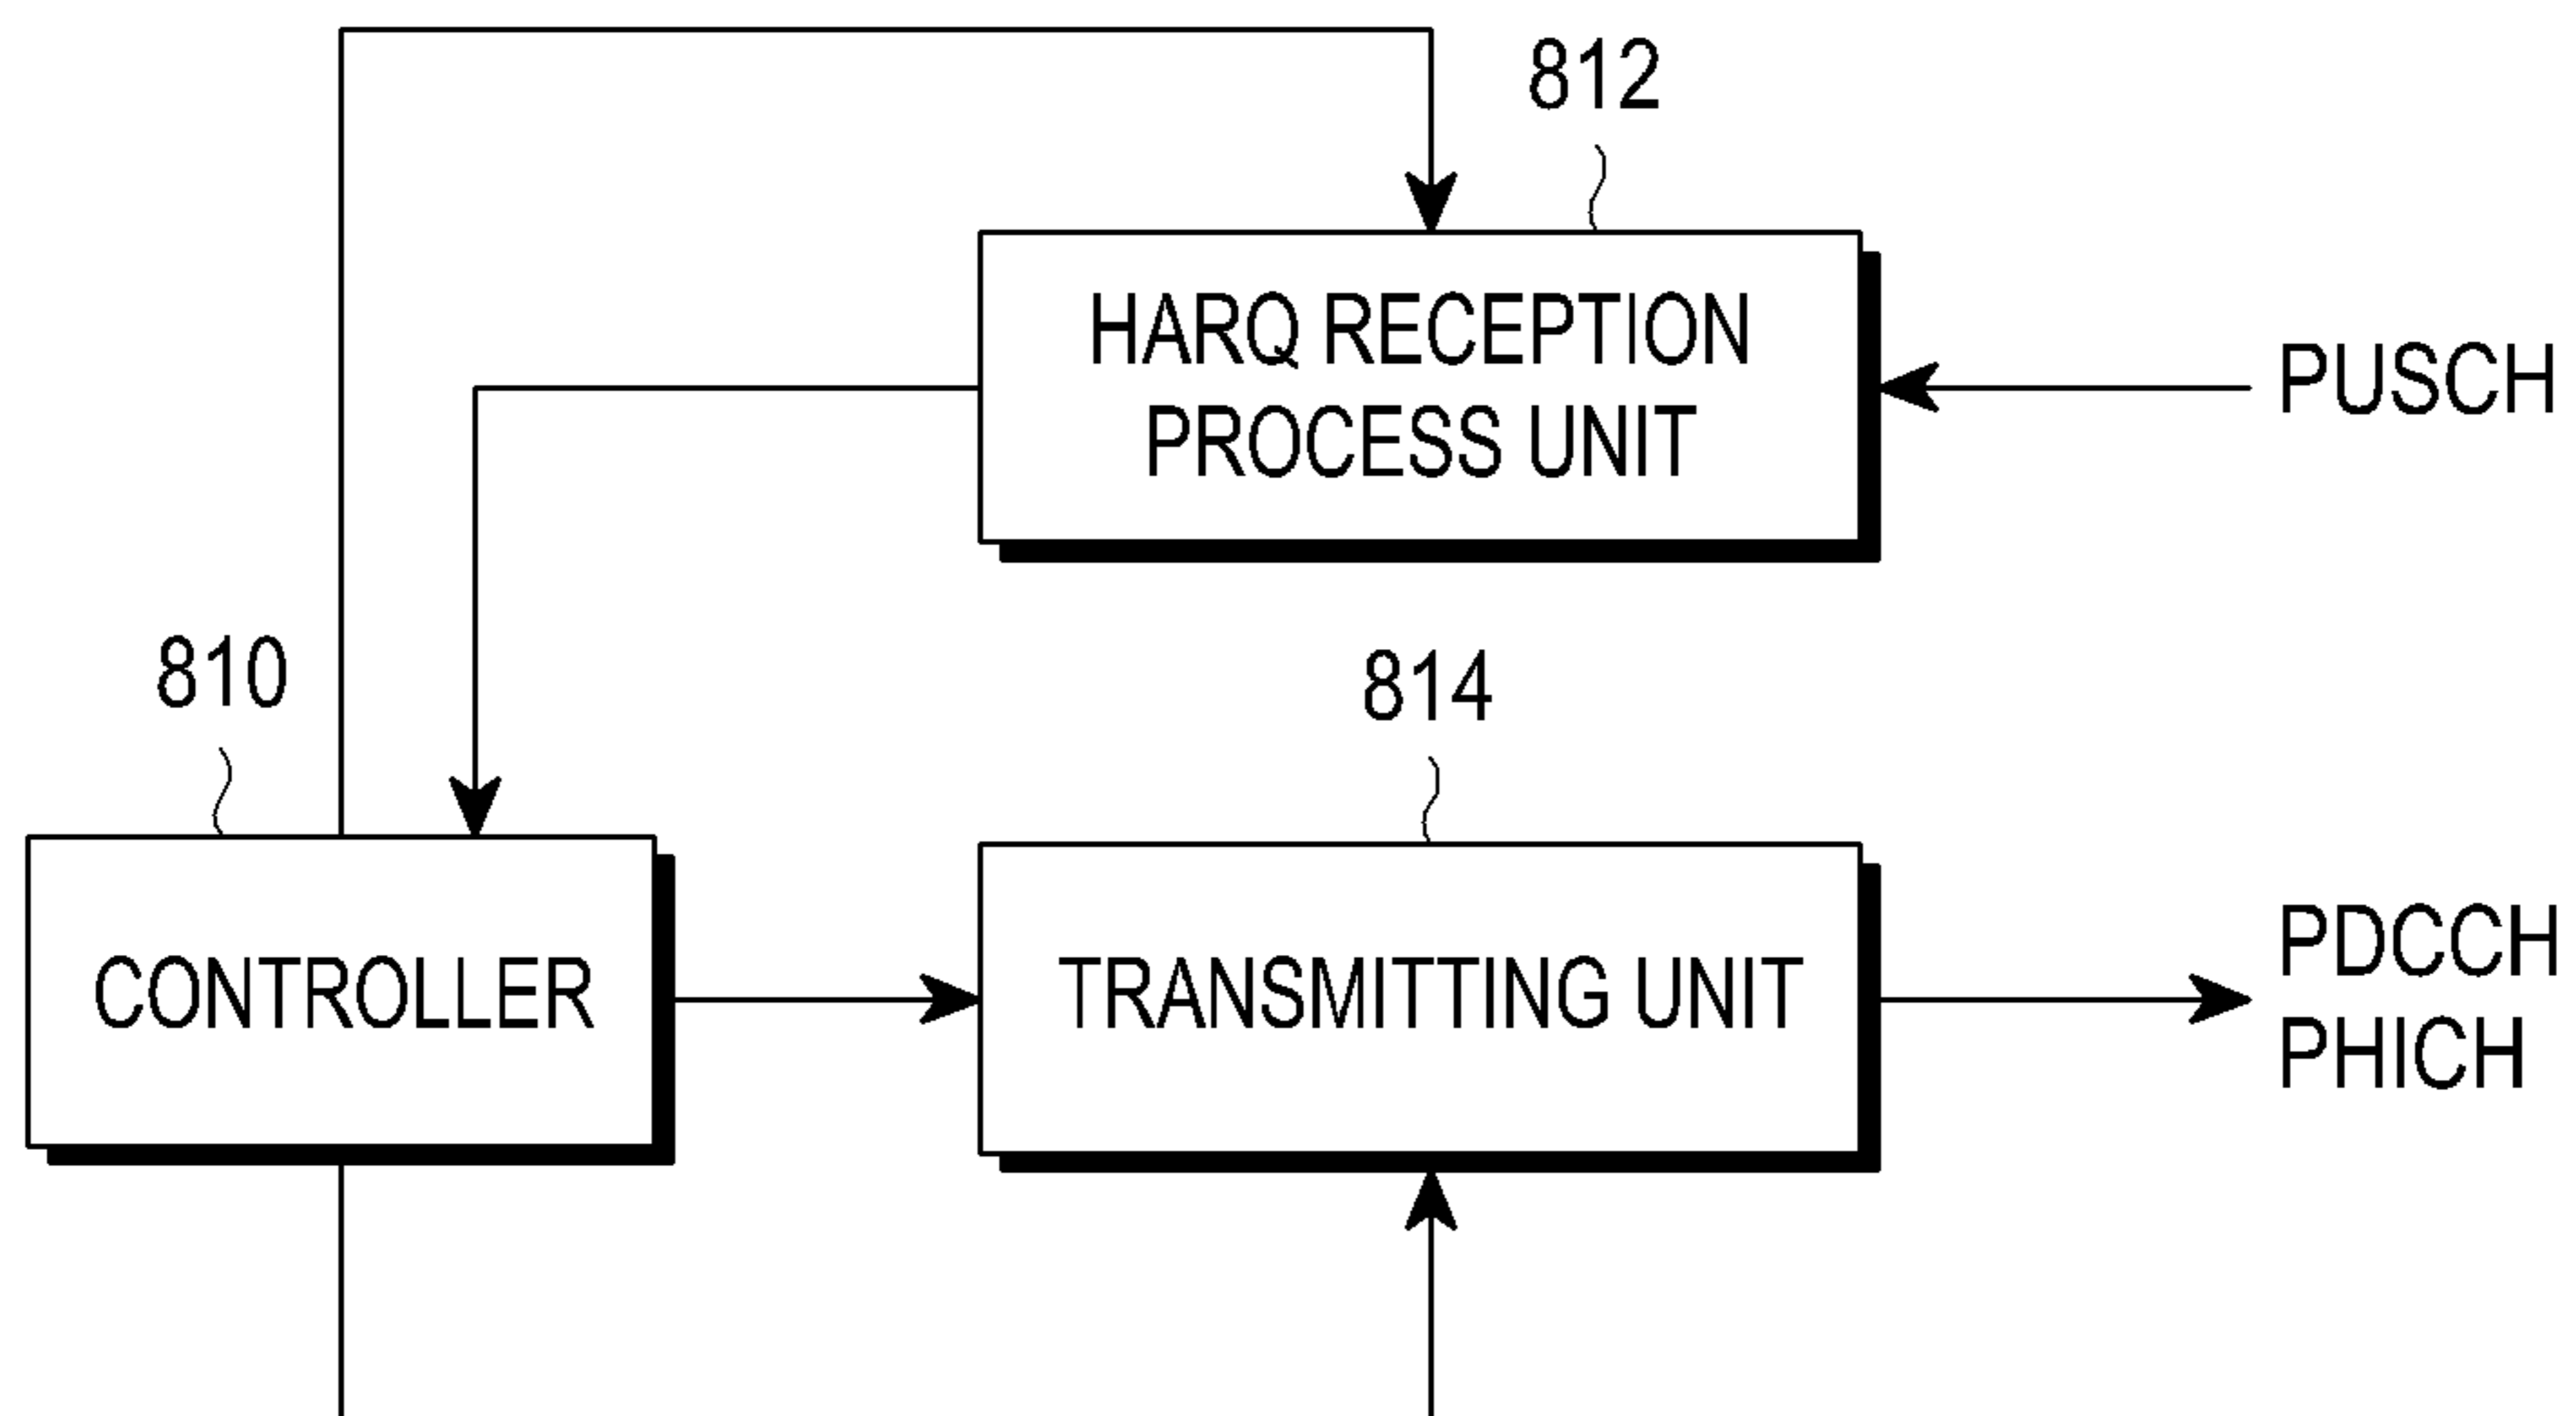 812
HARQ RECEPTION
PROCESS UNIT
PUSCH
810
814
CONTROLLER
TRANSMITTING UNIT
PDCCH
PHICH